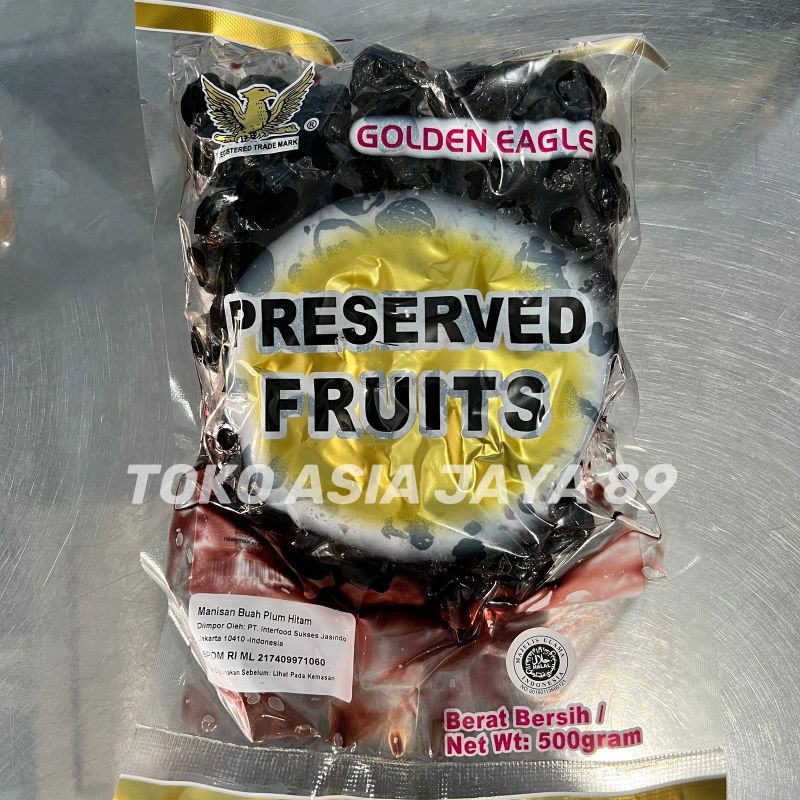 REGISTERED TRADE MARK
®
GOLDEN EAGLE
PRESERVED
FRUITS
TOKO ASIA JAYA 89
Manisan Buah Plum Hitam
Diimpor Oleh: PT. Interfood Sukses Jasindo
Jakarta 10410 -Indonesia
BPOM RI ML 217409971060
Digunakan Sebelum: Lihat Pada Kemasan
MAJELIS ULAMA
HALAL
INDONESIA
Berat Bersih /
Net Wt: 500gram